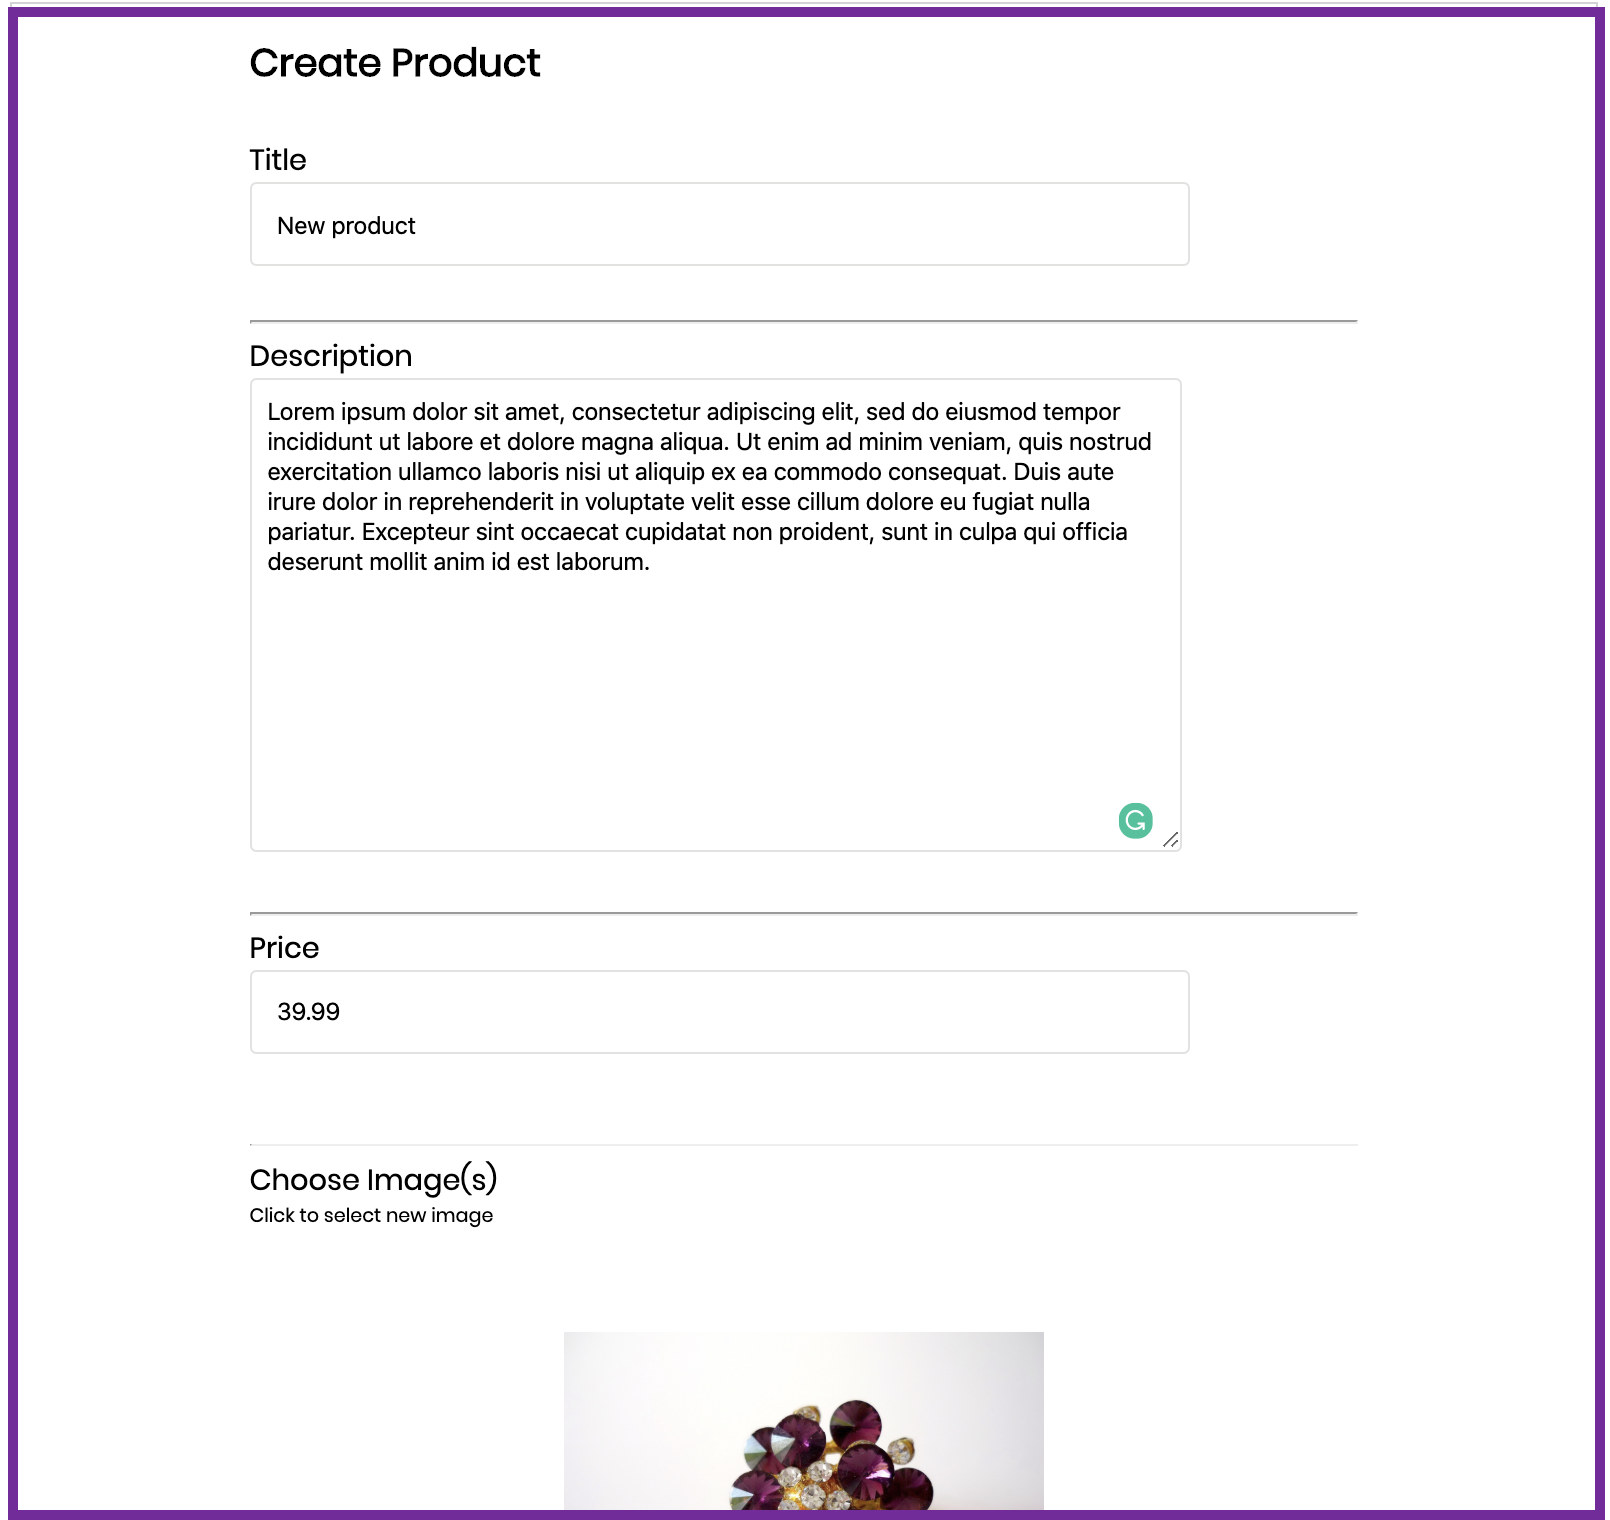 Create Product
Title
New product
Description
Lorem ipsum dolor sit amet, consectetur adipiscing elit, sed do eiusmod tempor
incididunt ut labore et dolore magna aliqua. Ut enim ad minim veniam, quis nostrud
exercitation ullamco laboris nisi ut aliquip ex ea commodo consequat. Duis aute
irure dolor in reprehenderit in voluptate velit esse cillum dolore eu fugiat nulla
pariatur. Excepteur sint occaecat cupidatat non proident, sunt in culpa qui officia
deserunt mollit anim id est laborum.
Price
39.99
Choose Image(s)
Click to select new image